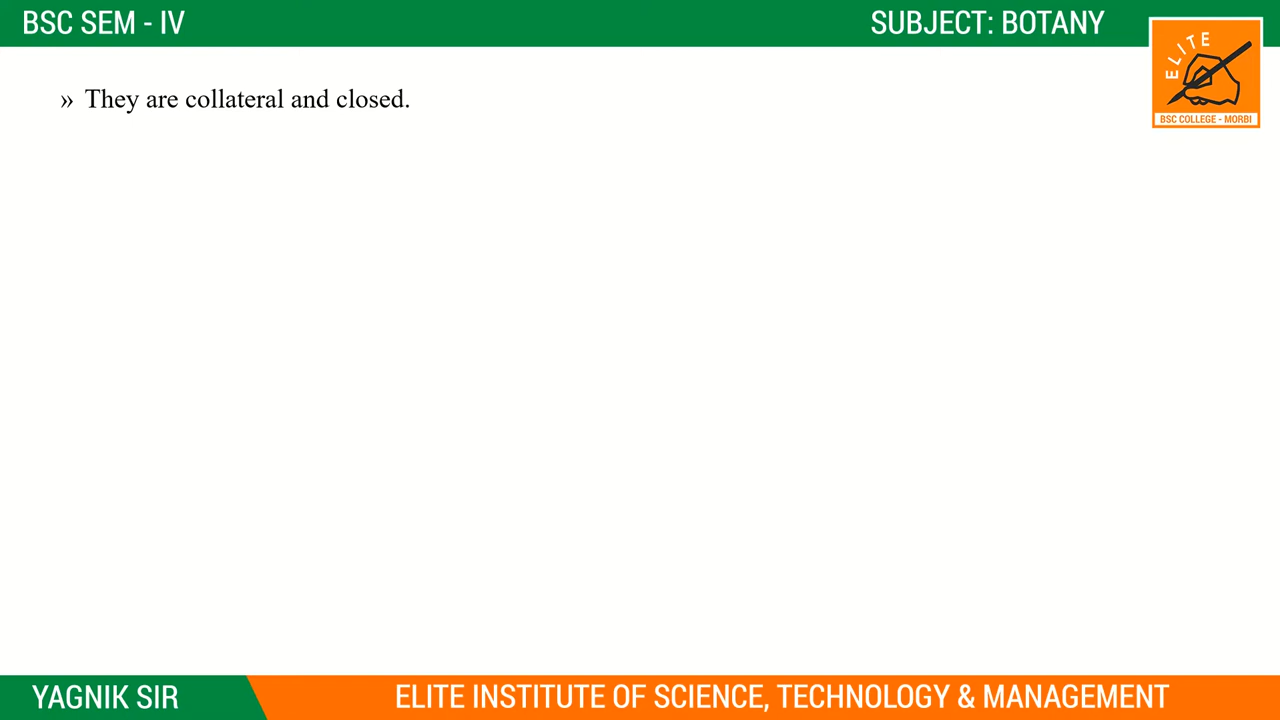 BSC SEM - IV
SUBJECT: BOTANY
ELITE
BSC COLLEGE - MORBI
» They are collateral and closed.
YAGNIK SIR
ELITE INSTITUTE OF SCIENCE, TECHNOLOGY & MANAGEMENT